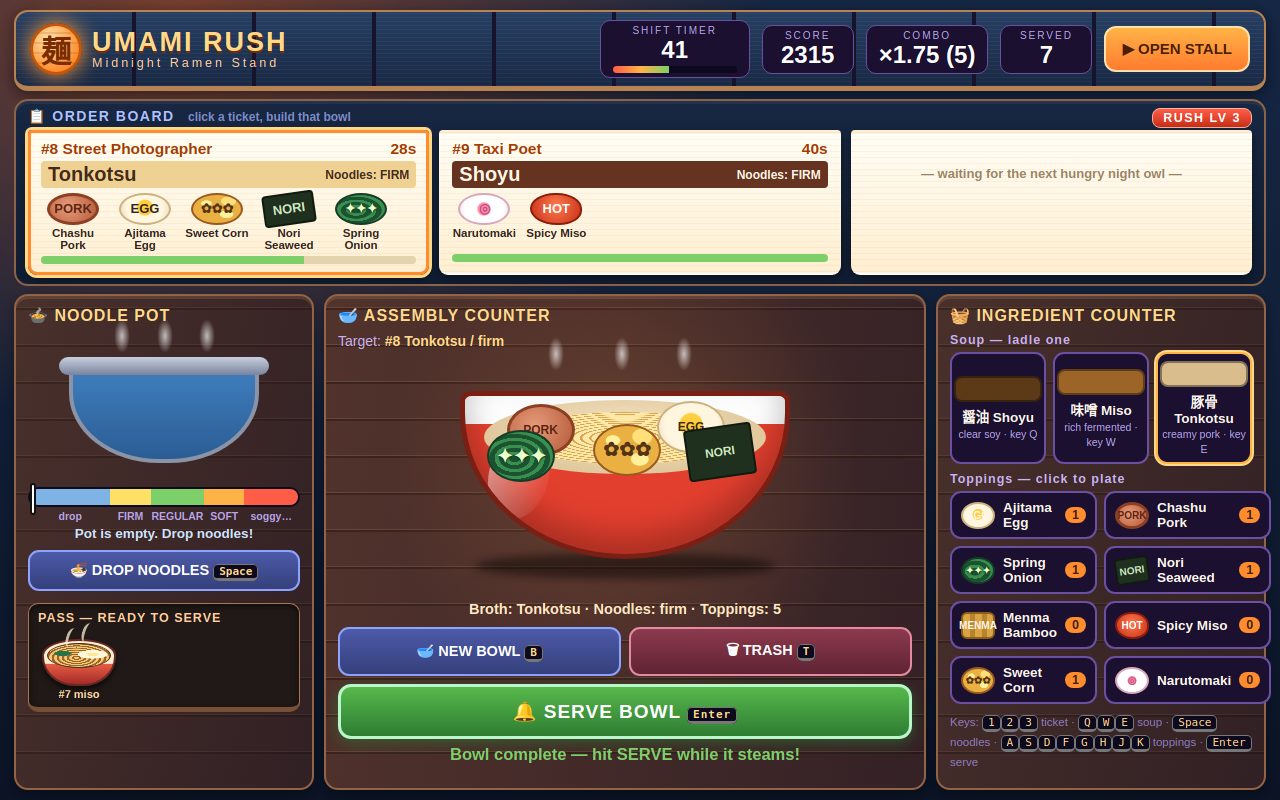 麺
UMAMI RUSH
Midnight Ramen Stand
SHIFT TIMER
41
SCORE
2315
COMBO
×1.75 (5)
SERVED
7
▶ OPEN STALL
📋 ORDER BOARD click a ticket, build that bowl
RUSH LV 3
#8 Street Photographer 28s
Tonkotsu Noodles: FIRM
PORK EGG NORI
Chashu Pork
Ajitama Egg
Sweet Corn
Nori Seaweed
Spring Onion
#9 Taxi Poet 40s
Shoyu Noodles: FIRM
HOT
Narutomaki Spicy Miso
— waiting for the next hungry night owl —
🍲 NOODLE POT
drop FIRM REGULAR SOFT soggy…
Pot is empty. Drop noodles!
🍜 DROP NOODLES Space
PASS — READY TO SERVE
#7 miso
🥣 ASSEMBLY COUNTER
Target: #8 Tonkotsu / firm
PORK
EGG
NORI
Broth: Tonkotsu · Noodles: firm · Toppings: 5
🥣 NEW BOWL B
🗑 TRASH T
🔔 SERVE BOWL Enter
Bowl complete — hit SERVE while it steams!
🧺 INGREDIENT COUNTER
Soup — ladle one
醤油 Shoyu
clear soy · key Q
味噌 Miso
rich fermented ·
key W
豚骨
Tonkotsu
creamy pork · key
E
Toppings — click to plate
Ajitama Egg 1
PORK Chashu Pork 1
Spring Onion 1
NORI Nori Seaweed 1
MENMA Menma Bamboo 0
HOT Spicy Miso 0
Sweet Corn 1
Narutomaki 0
Keys: 1 2 3 ticket · Q W E soup · Space
noodles · A S D F G H J K toppings · Enter
serve